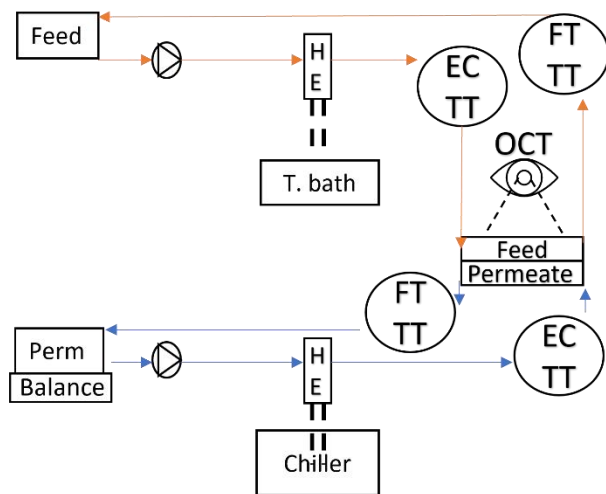 Feed
H
E
EC
TT
FT
TT
OCT
T. bath
Feed
Permeate
FT
TT
Perm
Balance
H
E
EC
TT
Chiller